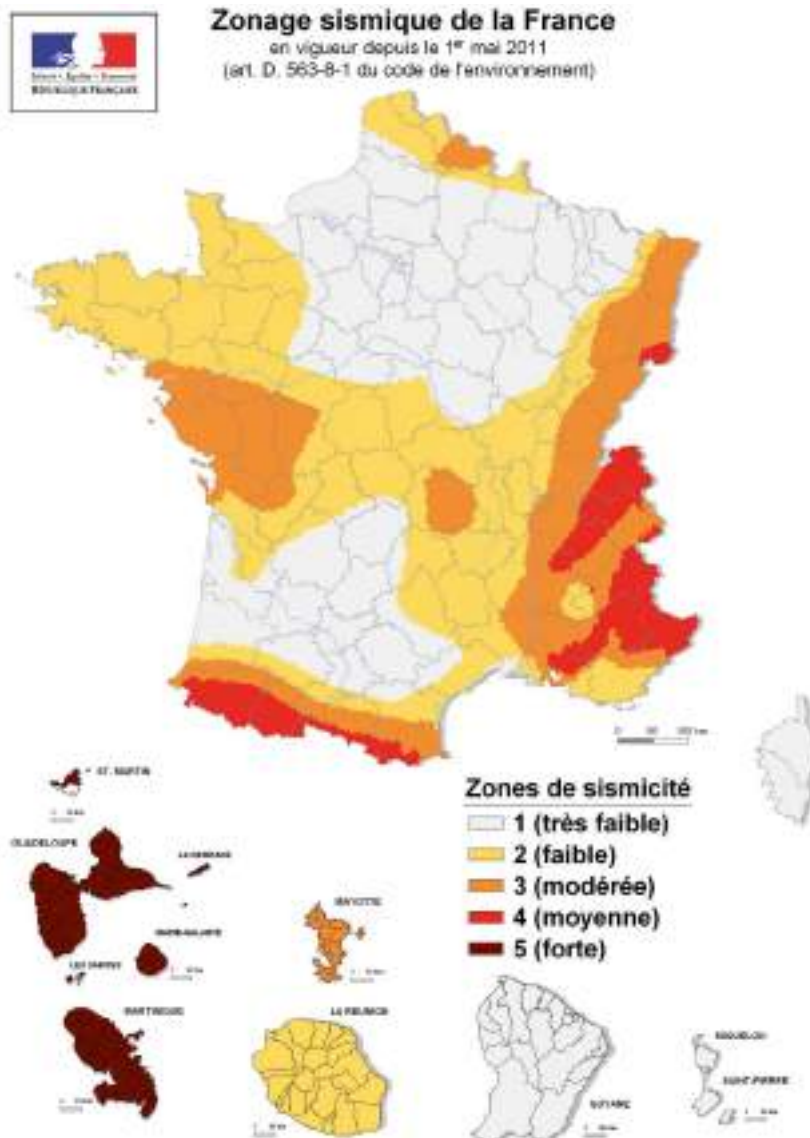 Zonage sismique de la France
en vigueur depuis le 1er mai 2011
(art. D. 563-8-1 du code de l'environnement)
RÉPUBLIQUE FRANÇAISE
ST. MARTIN
GUADELOUPE
LA DESIRADE
MARIE-GALANTE
LES SAINTES
MARTINIQUE
MAYOTTE
LA REUNION
Zones de sismicité
1 (très faible)
2 (faible)
3 (modérée)
4 (moyenne)
5 (forte)
GUYANE
MIQUELON
SAINT-PIERRE